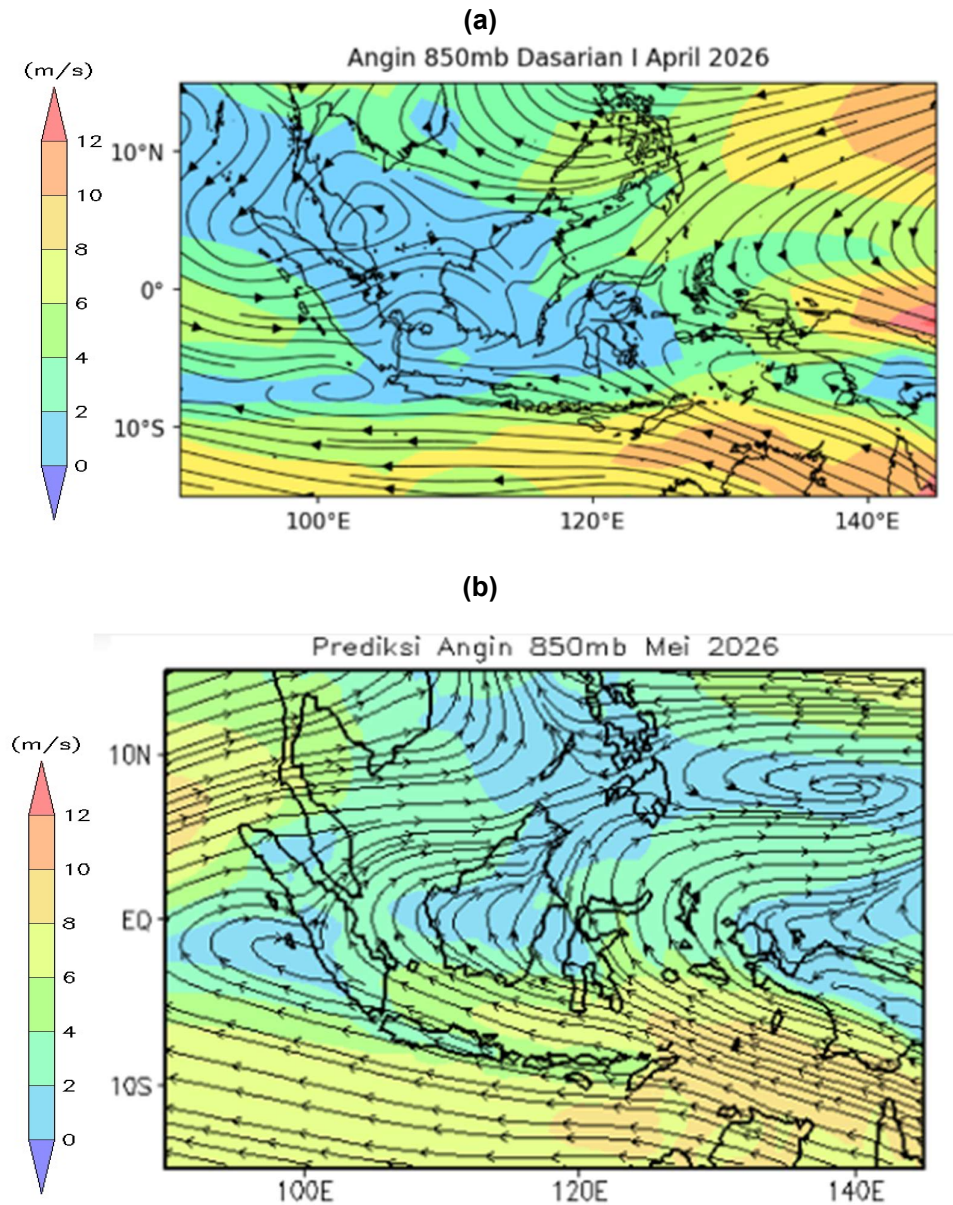 (a)
Angin 850mb Dasarian I April 2026
(m/s)
12
10
8
6
4
2
0
10°N
0°
10°S
100°E 120°E 140°E
(b)
Prediksi Angin 850mb Mei 2026
(m/s)
12
10
8
6
4
2
0
10N
EQ
10S
100E 120E 140E